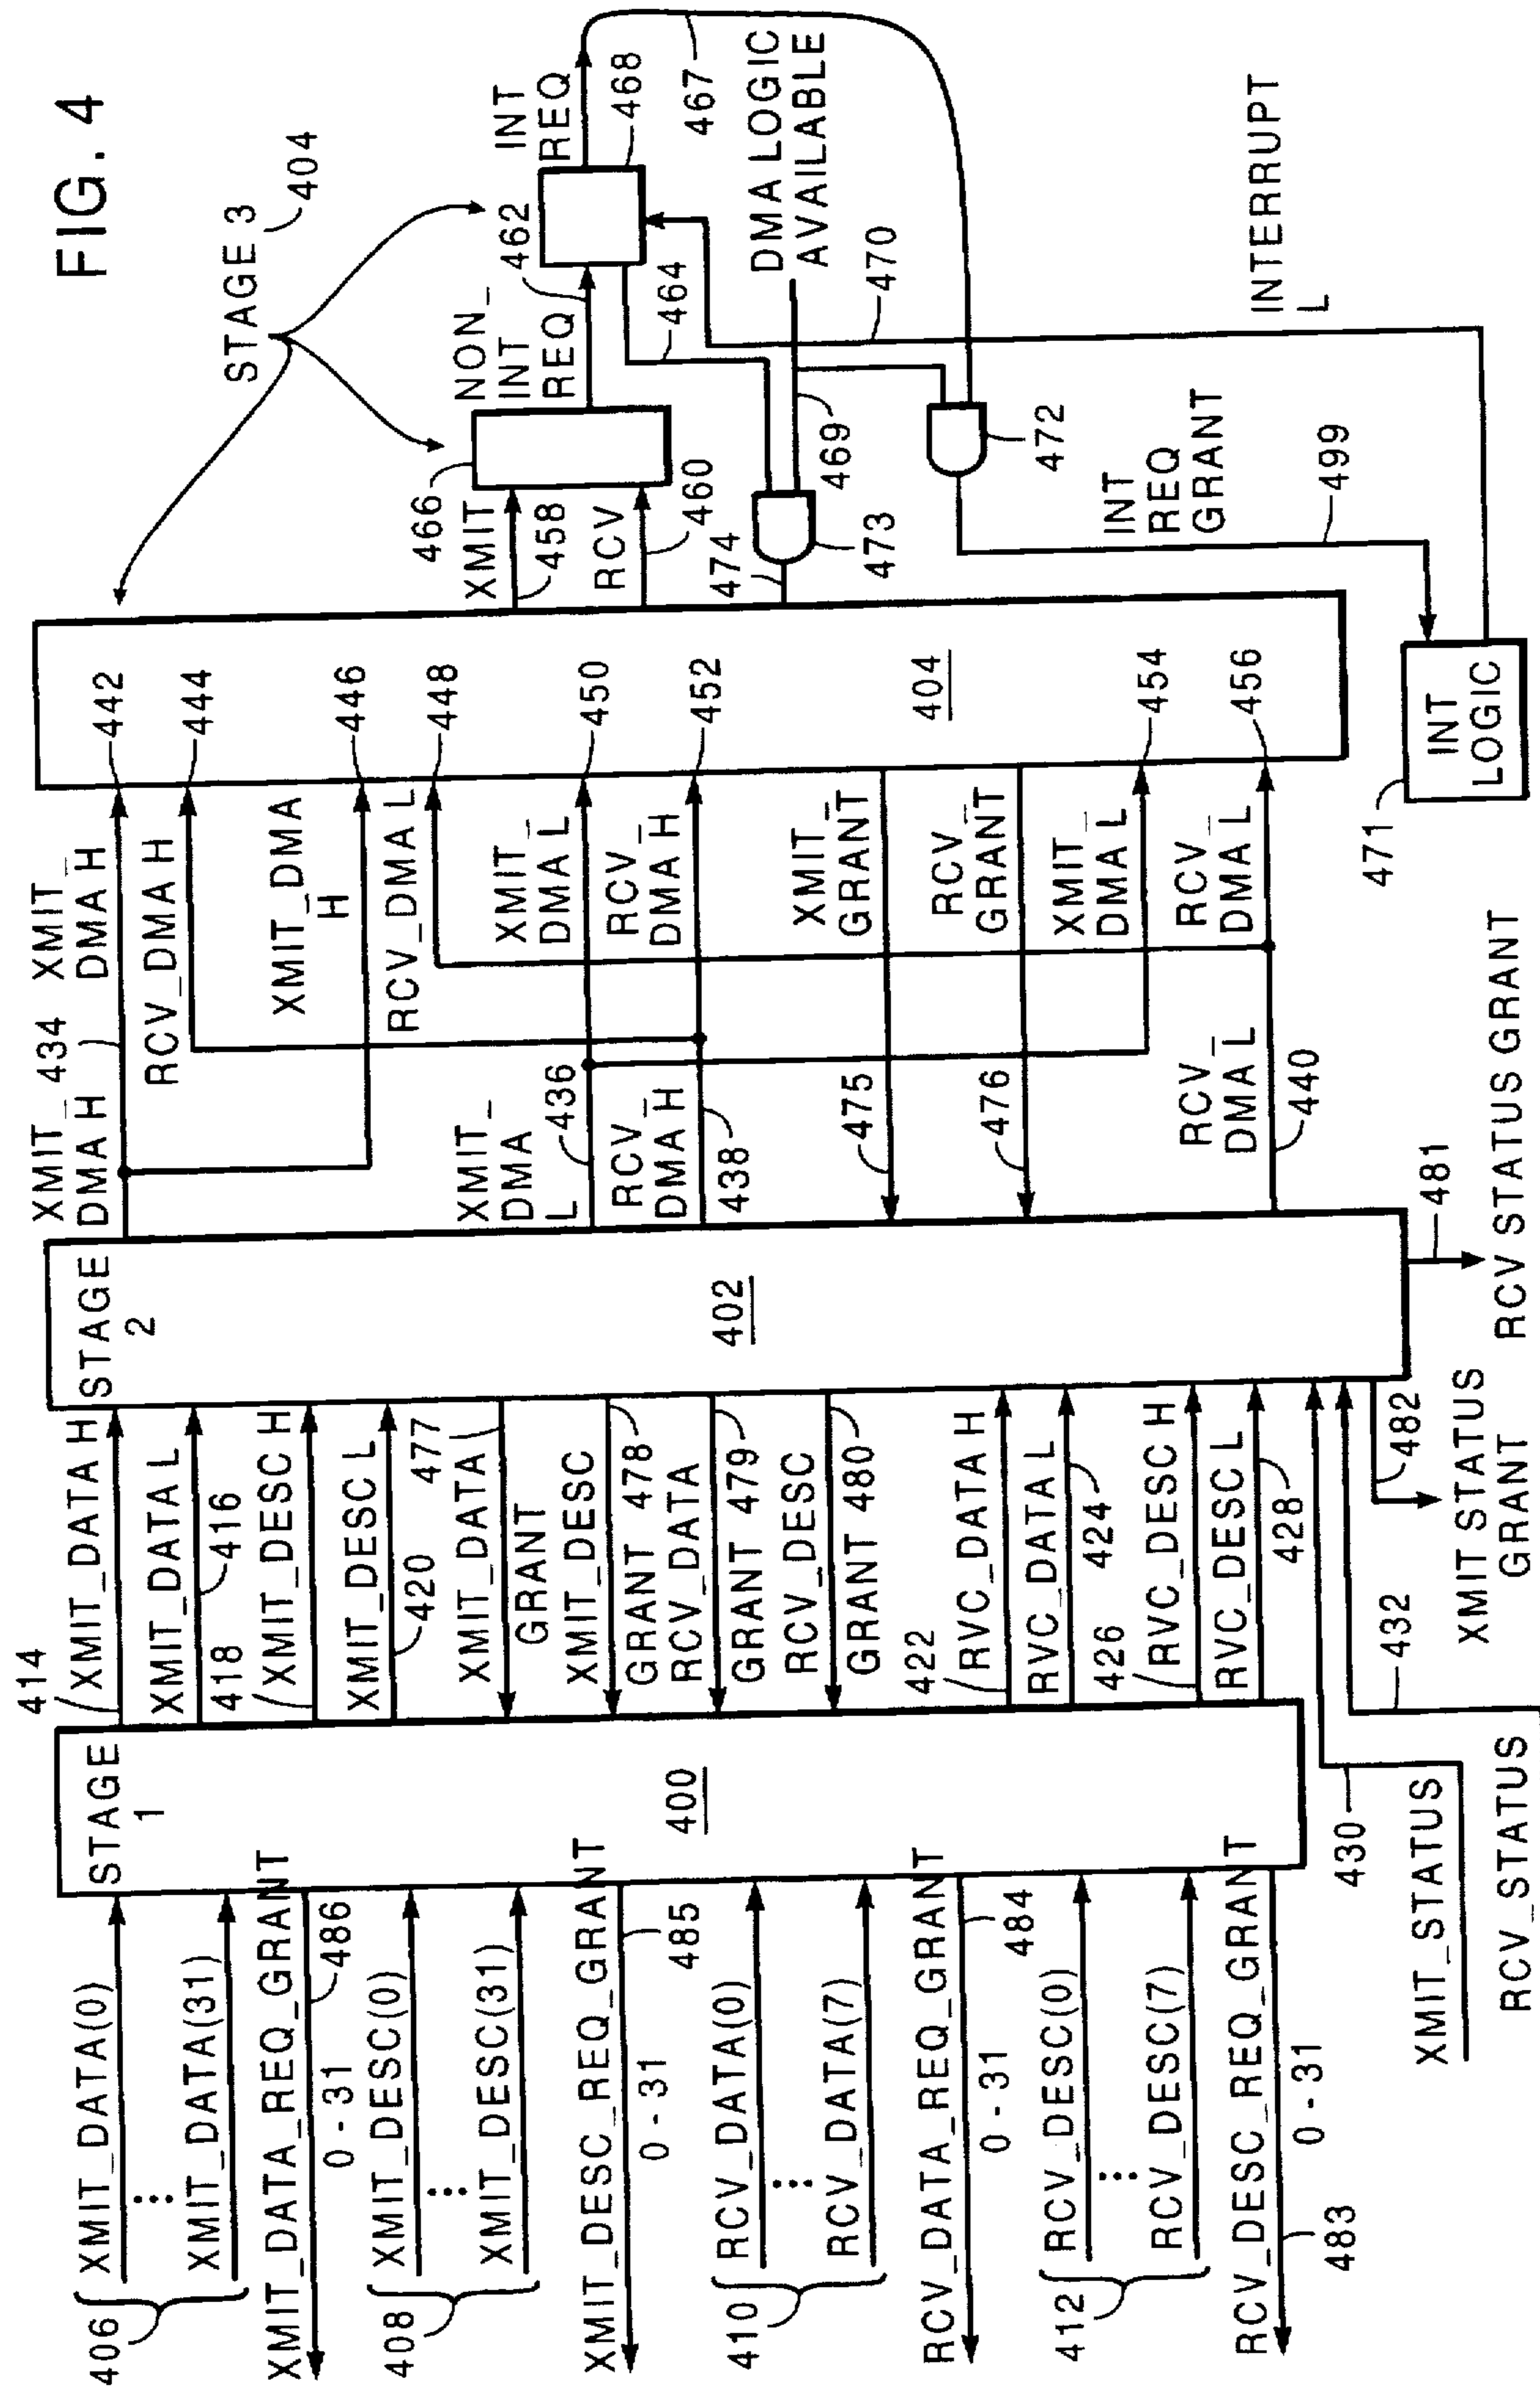 FIG. 4
STAGE 3
404
STAGE
1
400
STAGE
2
402
404
406
XMIT_DATA(0)
XMIT_DATA(31)
XMIT_DATA_REQ_GRANT
0 - 31
486
408
XMIT_DESC(0)
XMIT_DESC(31)
XMIT_DESC_REQ_GRANT
0 - 31
485
410
RCV_DATA(0)
RCV_DATA(7)
RCV_DATA_REQ_GRANT
0 - 31
484
412
RCV_DESC(0)
RCV_DESC(7)
RCV_DESC_REQ_GRANT
0 - 31
483
414
XMIT_DATA H
XMIT_DATA L
416
418
XMIT_DESC H
XMIT_DESC L
420
477
XMIT_DATA
GRANT
XMIT_DESC
GRANT 478
RCV_DATA
GRANT 479
RCV_DESC
GRANT 480
422
RVC_DATA H
RVC_DATA L
424
426
RVC_DESC H
RVC_DESC L
428
430
XMIT_STATUS
432
RCV_STATUS
482
XMIT STATUS
GRANT
481
RCV STATUS GRANT
XMIT_
DMA H
434
XMIT_
DMA H
442
RCV_DMA H
444
XMIT_DMA
H
446
RCV_DMA L
448
XMIT_
DMA
L
436
XMIT_
DMA L
450
RCV_
DMA H
438
RCV_
DMA H
452
475
XMIT_
GRANT
476
RCV_
GRANT
XMIT_
DMA L
454
RCV_
DMA L
440
RCV_
DMA L
456
466
XMIT
458
RCV
460
474
473
NON_
INT
REQ
462
464
INT
REQ
468
467
DMA LOGIC
AVAILABLE
469
470
472
INT
REQ
GRANT
499
INTERRUPT
L
471
INT
LOGIC